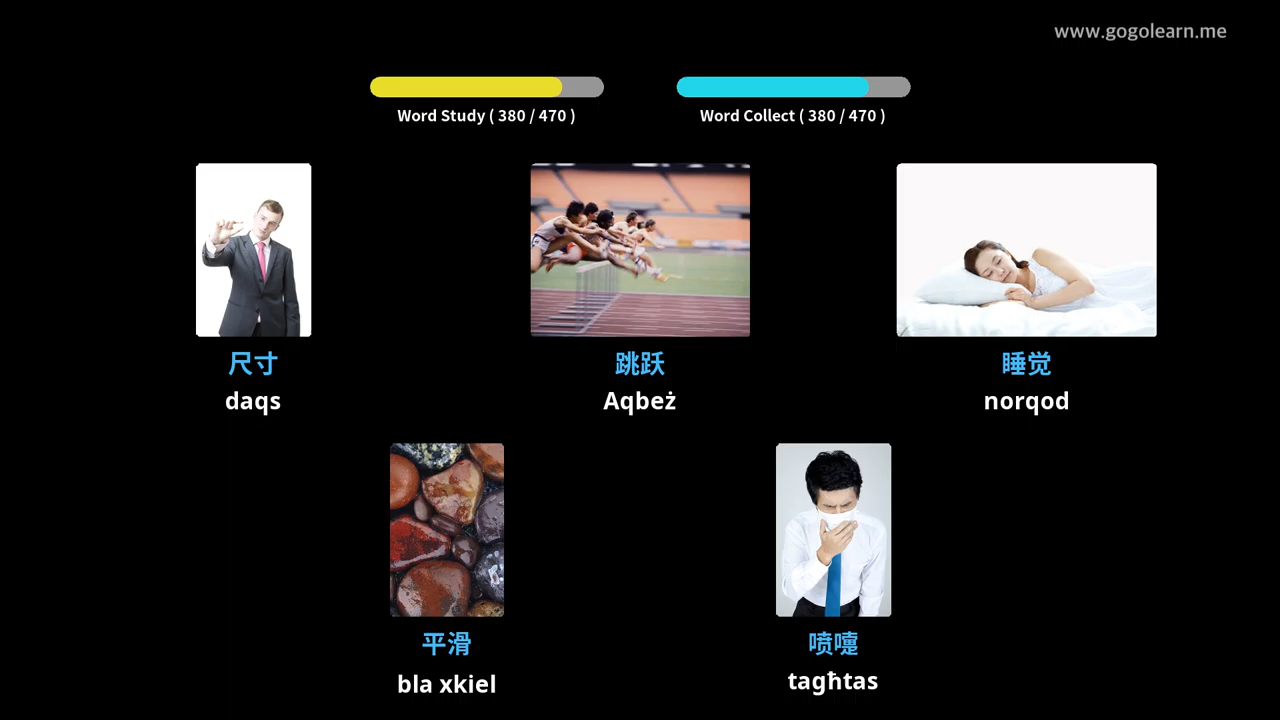 www.gogolearn.me
Word Study ( 380 / 470 )
Word Collect ( 380 / 470 )
尺寸
daqs
跳跃
Aqbeż
睡觉
norqod
平滑
bla xkiel
喷嚏
tagħtas